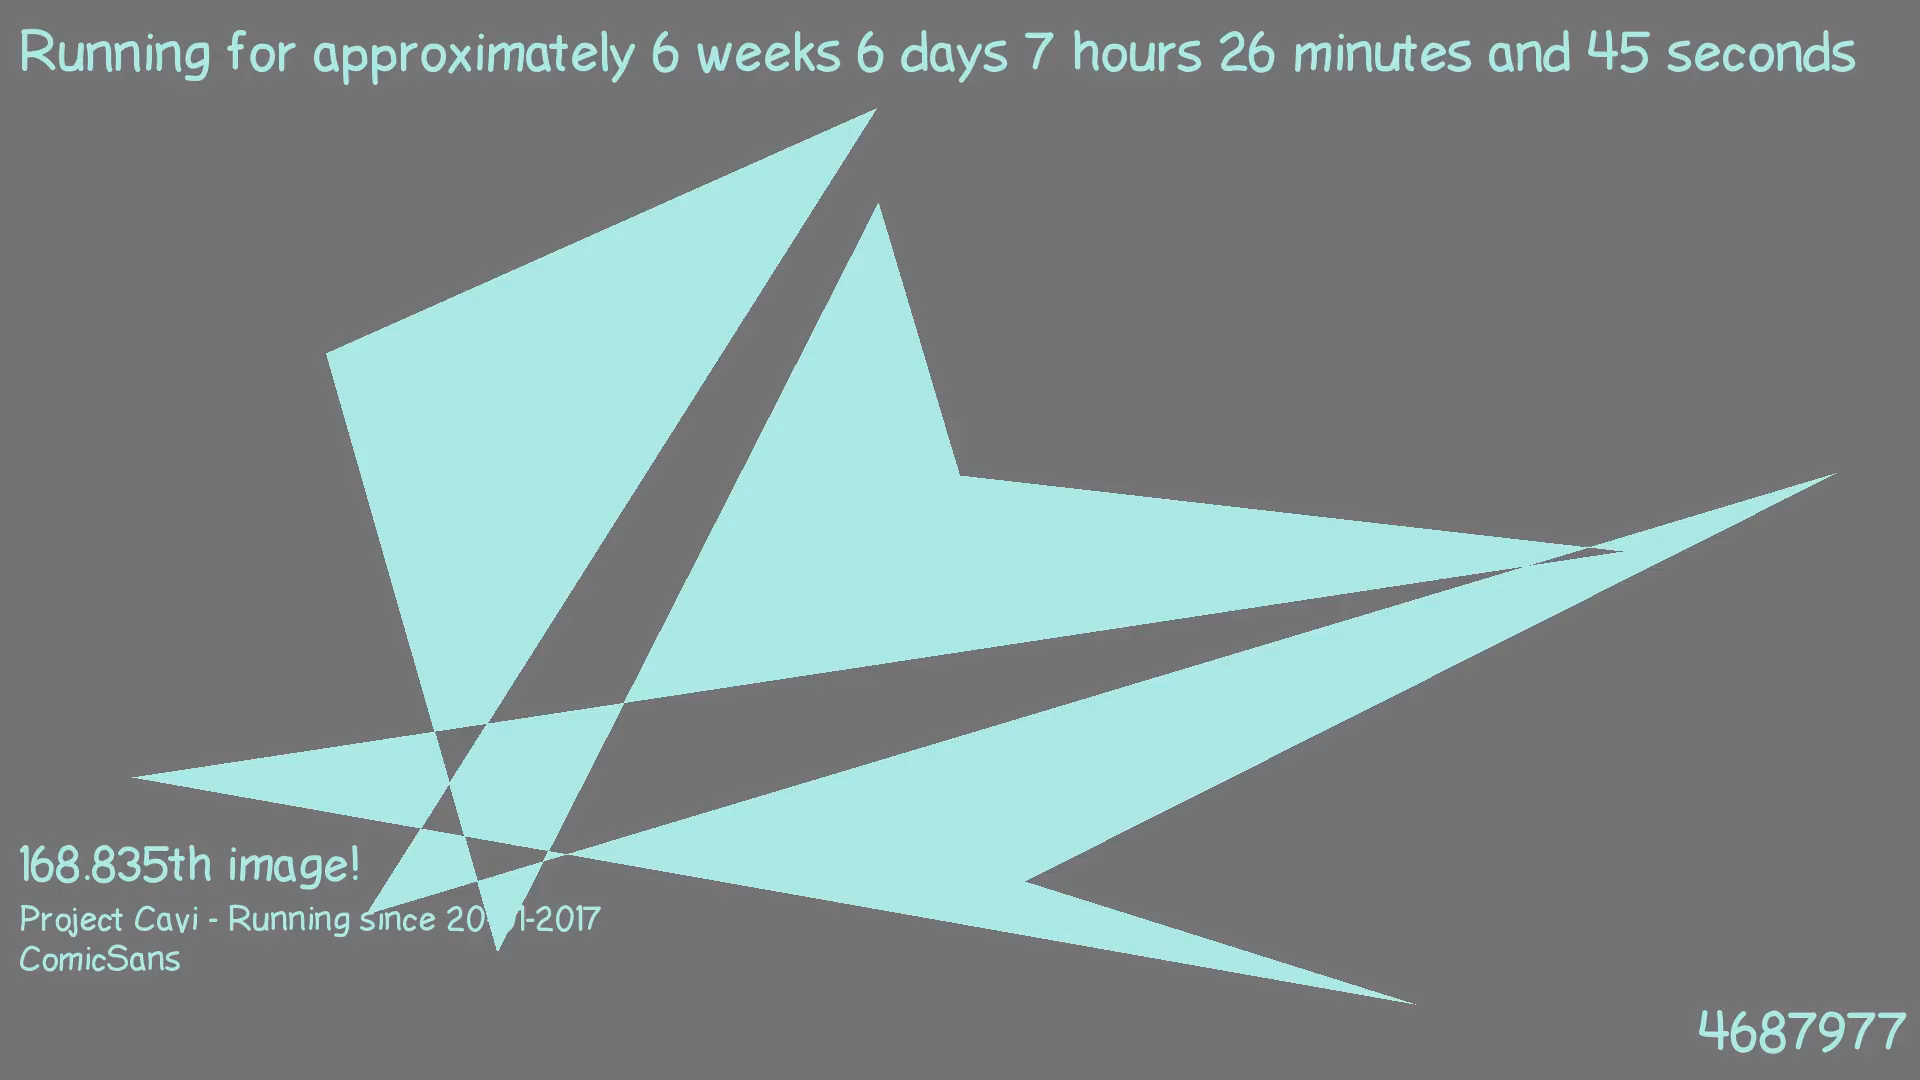 Running for approximately 6 weeks 6 days 7 hours 26 minutes and 45 seconds
168.835th image!
Project Cavi - Running since
ComicSans
4687977